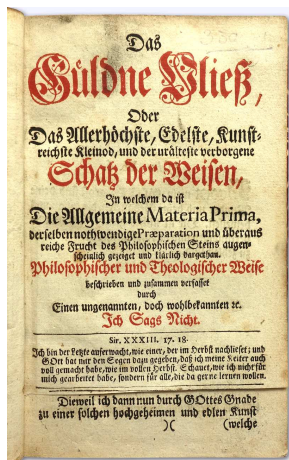 Das
Güldne Vließ,
Oder
Das Allerhöchste, Edelste, Kunst-
reichste Kleinod, und der urälteste verborgene
Schatz der Weisen,
In welchem da ist
Die Allgemeine Materia Prima,
derselben nothwendige Præparation und überaus
reiche Frucht des Philosophischen Steins augen-
scheinlich gezeiget und klärlich dargethan.
Philosophischer und Theologischer Weise
beschrieben und zusammen verfasset
durch
Einen ungenannten, doch wohlbekannten ꝛc.
Ich Sags Nicht.
Sir. XXXIII. 17. 18.
Ich bin der Letzte auferwacht, wie einer, der im Herbst nachlieset; und
GOtt hat mir den Segen dazu gegeben, daß ich meine Kelter auch
voll gemacht habe, wie im vollen Herbst. Schauet, wie ich nicht für
mich gearbeitet habe, sondern für alle, die da gerne lernen wollen.
Dieweil ich dann nun durch GOttes Gnade
zu einer solchen hochgeheimen und edlen Kunst
)( (welche